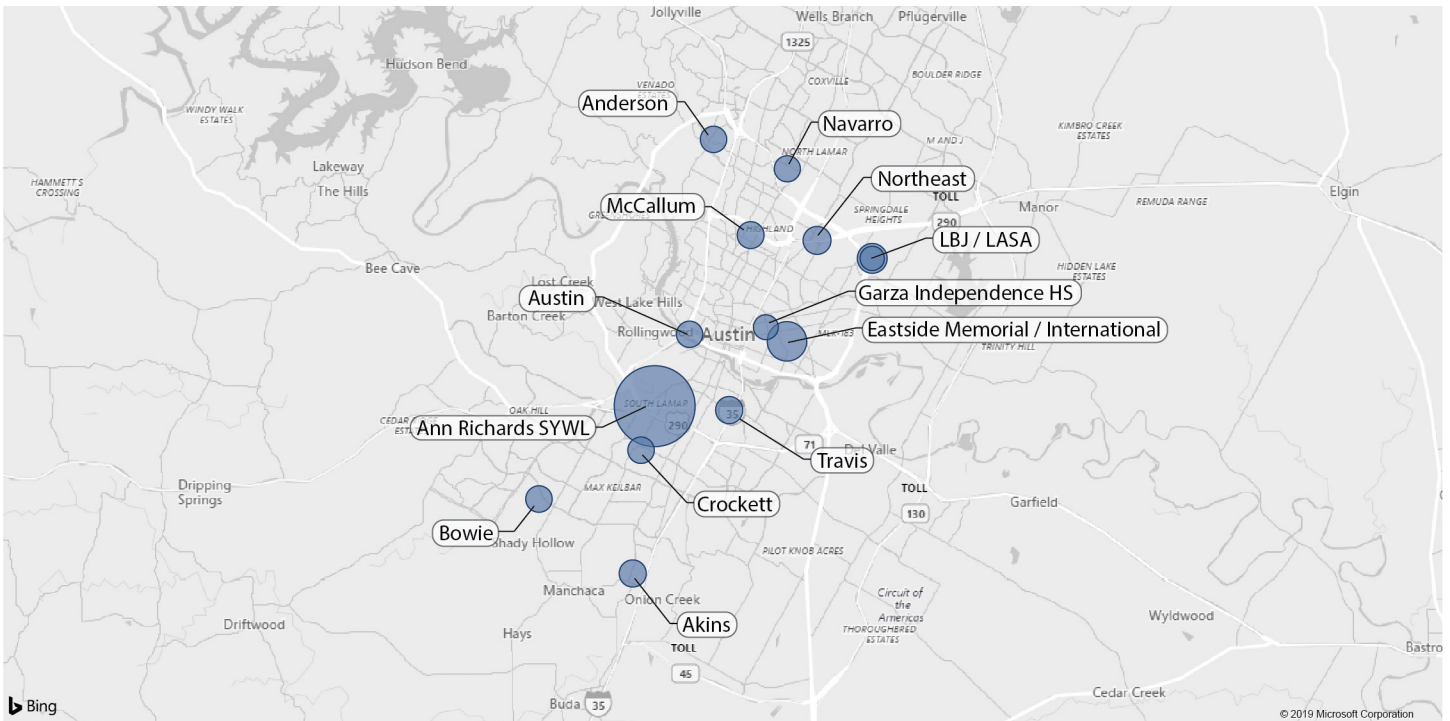 Jollyville
Wells Branch
Pflugerville
1325
Hudson Bend
VENADO
ESTATES
COXVILLE
BOULDER RIDGE
Anderson
WINDY WALK
ESTATES
Navarro
KIMBRO CREEK
ESTATES
NORTH LAMAR
M AND J
Lakeway
The Hills
HAMMETT'S
CROSSING
Northeast
TOLL
Elgin
McCallum
SPRINGDALE
HEIGHTS
290
Manor
REMUDA RANGE
HIGHLAND
LBJ / LASA
Bee Cave
HIDDEN LAKE
ESTATES
Lost Creek
Austin
West Lake Hills
Garza Independence HS
Barton Creek
Rollingwood
Austin
MLK-183
Eastside Memorial / International
TRINITY HILL
SOUTH LAMAR
35
OAK HILL
290
Ann Richards SYWL
71
Del Valle
Travis
Dripping
Springs
MAX KEILBAR
TOLL
130
Garfield
Crockett
Bowie
Shady Hollow
PILOT KNOB ACRES
Manchaca
Onion Creek
Circuit of
the
Americas
THOROUGHBRED
ESTATES
Wyldwood
Driftwood
Hays
Akins
TOLL
45
Bastro
Buda
35
Cedar Creek
Bing
© 2019 Microsoft Corporation